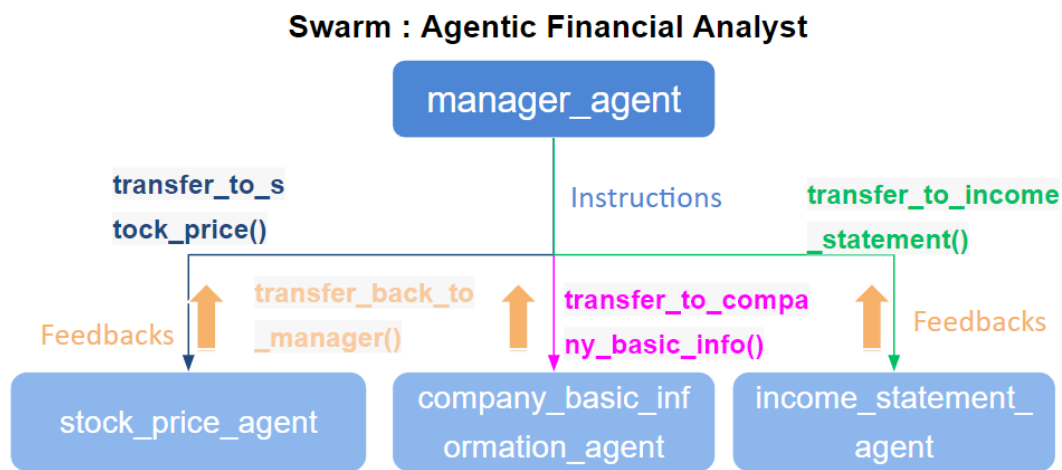 Swarm : Agentic Financial Analyst
manager_agent
transfer_to_s
tock_price()
Instructions
transfer_to_income
_statement()
Feedbacks
transfer_back_to
_manager()
transfer_to_compa
ny_basic_info()
Feedbacks
stock_price_agent
company_basic_inf
ormation_agent
income_statement_
agent